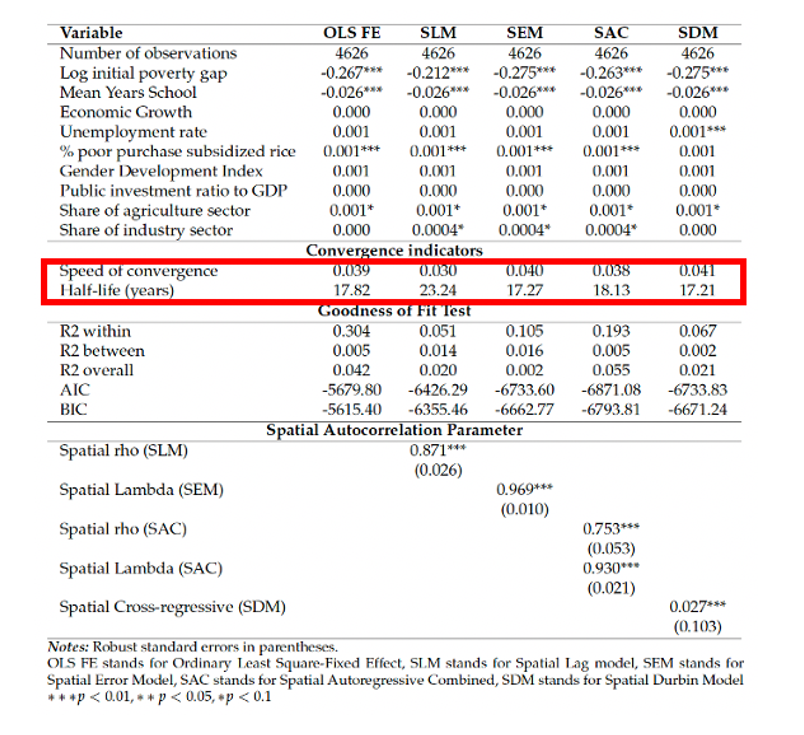 Variable OLS FE SLM SEM SAC SDM
Number of observations 4626 4626 4626 4626 4626
Log initial poverty gap -0.267*** -0.212*** -0.275*** -0.263*** -0.275***
Mean Years School -0.026*** -0.026*** -0.026*** -0.026*** -0.026***
Economic Growth 0.000 0.000 0.000 0.000 0.000
Unemployment rate 0.001 0.001 0.001 0.001 0.001***
% poor purchase subsidized rice 0.001*** 0.001*** 0.001*** 0.001*** 0.001
Gender Development Index 0.001 0.001 0.001 0.001 0.001
Public investment ratio to GDP 0.000 0.000 0.000 0.000 0.000
Share of agriculture sector 0.001* 0.001* 0.001* 0.001* 0.001*
Share of industry sector 0.000 0.0004* 0.0004* 0.0004* 0.000
Convergence indicators
Speed of convergence 0.039 0.030 0.040 0.038 0.041
Half-life (years) 17.82 23.24 17.27 18.13 17.21
Goodness of Fit Test
R2 within 0.304 0.051 0.105 0.193 0.067
R2 between 0.005 0.014 0.016 0.005 0.002
R2 overall 0.042 0.020 0.002 0.055 0.021
AIC -5679.80 -6426.29 -6733.60 -6871.08 -6733.83
BIC -5615.40 -6355.46 -6662.77 -6793.81 -6671.24
Spatial Autocorrelation Parameter
Spatial rho (SLM) 0.871***
(0.026)
Spatial Lambda (SEM) 0.969***
(0.010)
Spatial rho (SAC) 0.753***
(0.053)
Spatial Lambda (SAC) 0.930***
(0.021)
Spatial Cross-regressive (SDM) 0.027***
(0.103)
Notes: Robust standard errors in parentheses.
OLS FE stands for Ordinary Least Square-Fixed Effect, SLM stands for Spatial Lag model, SEM stands for
Spatial Error Model, SAC stands for Spatial Autoregressive Combined, SDM stands for Spatial Durbin Model
* * *p < 0.01, * * p < 0.05, *p < 0.1